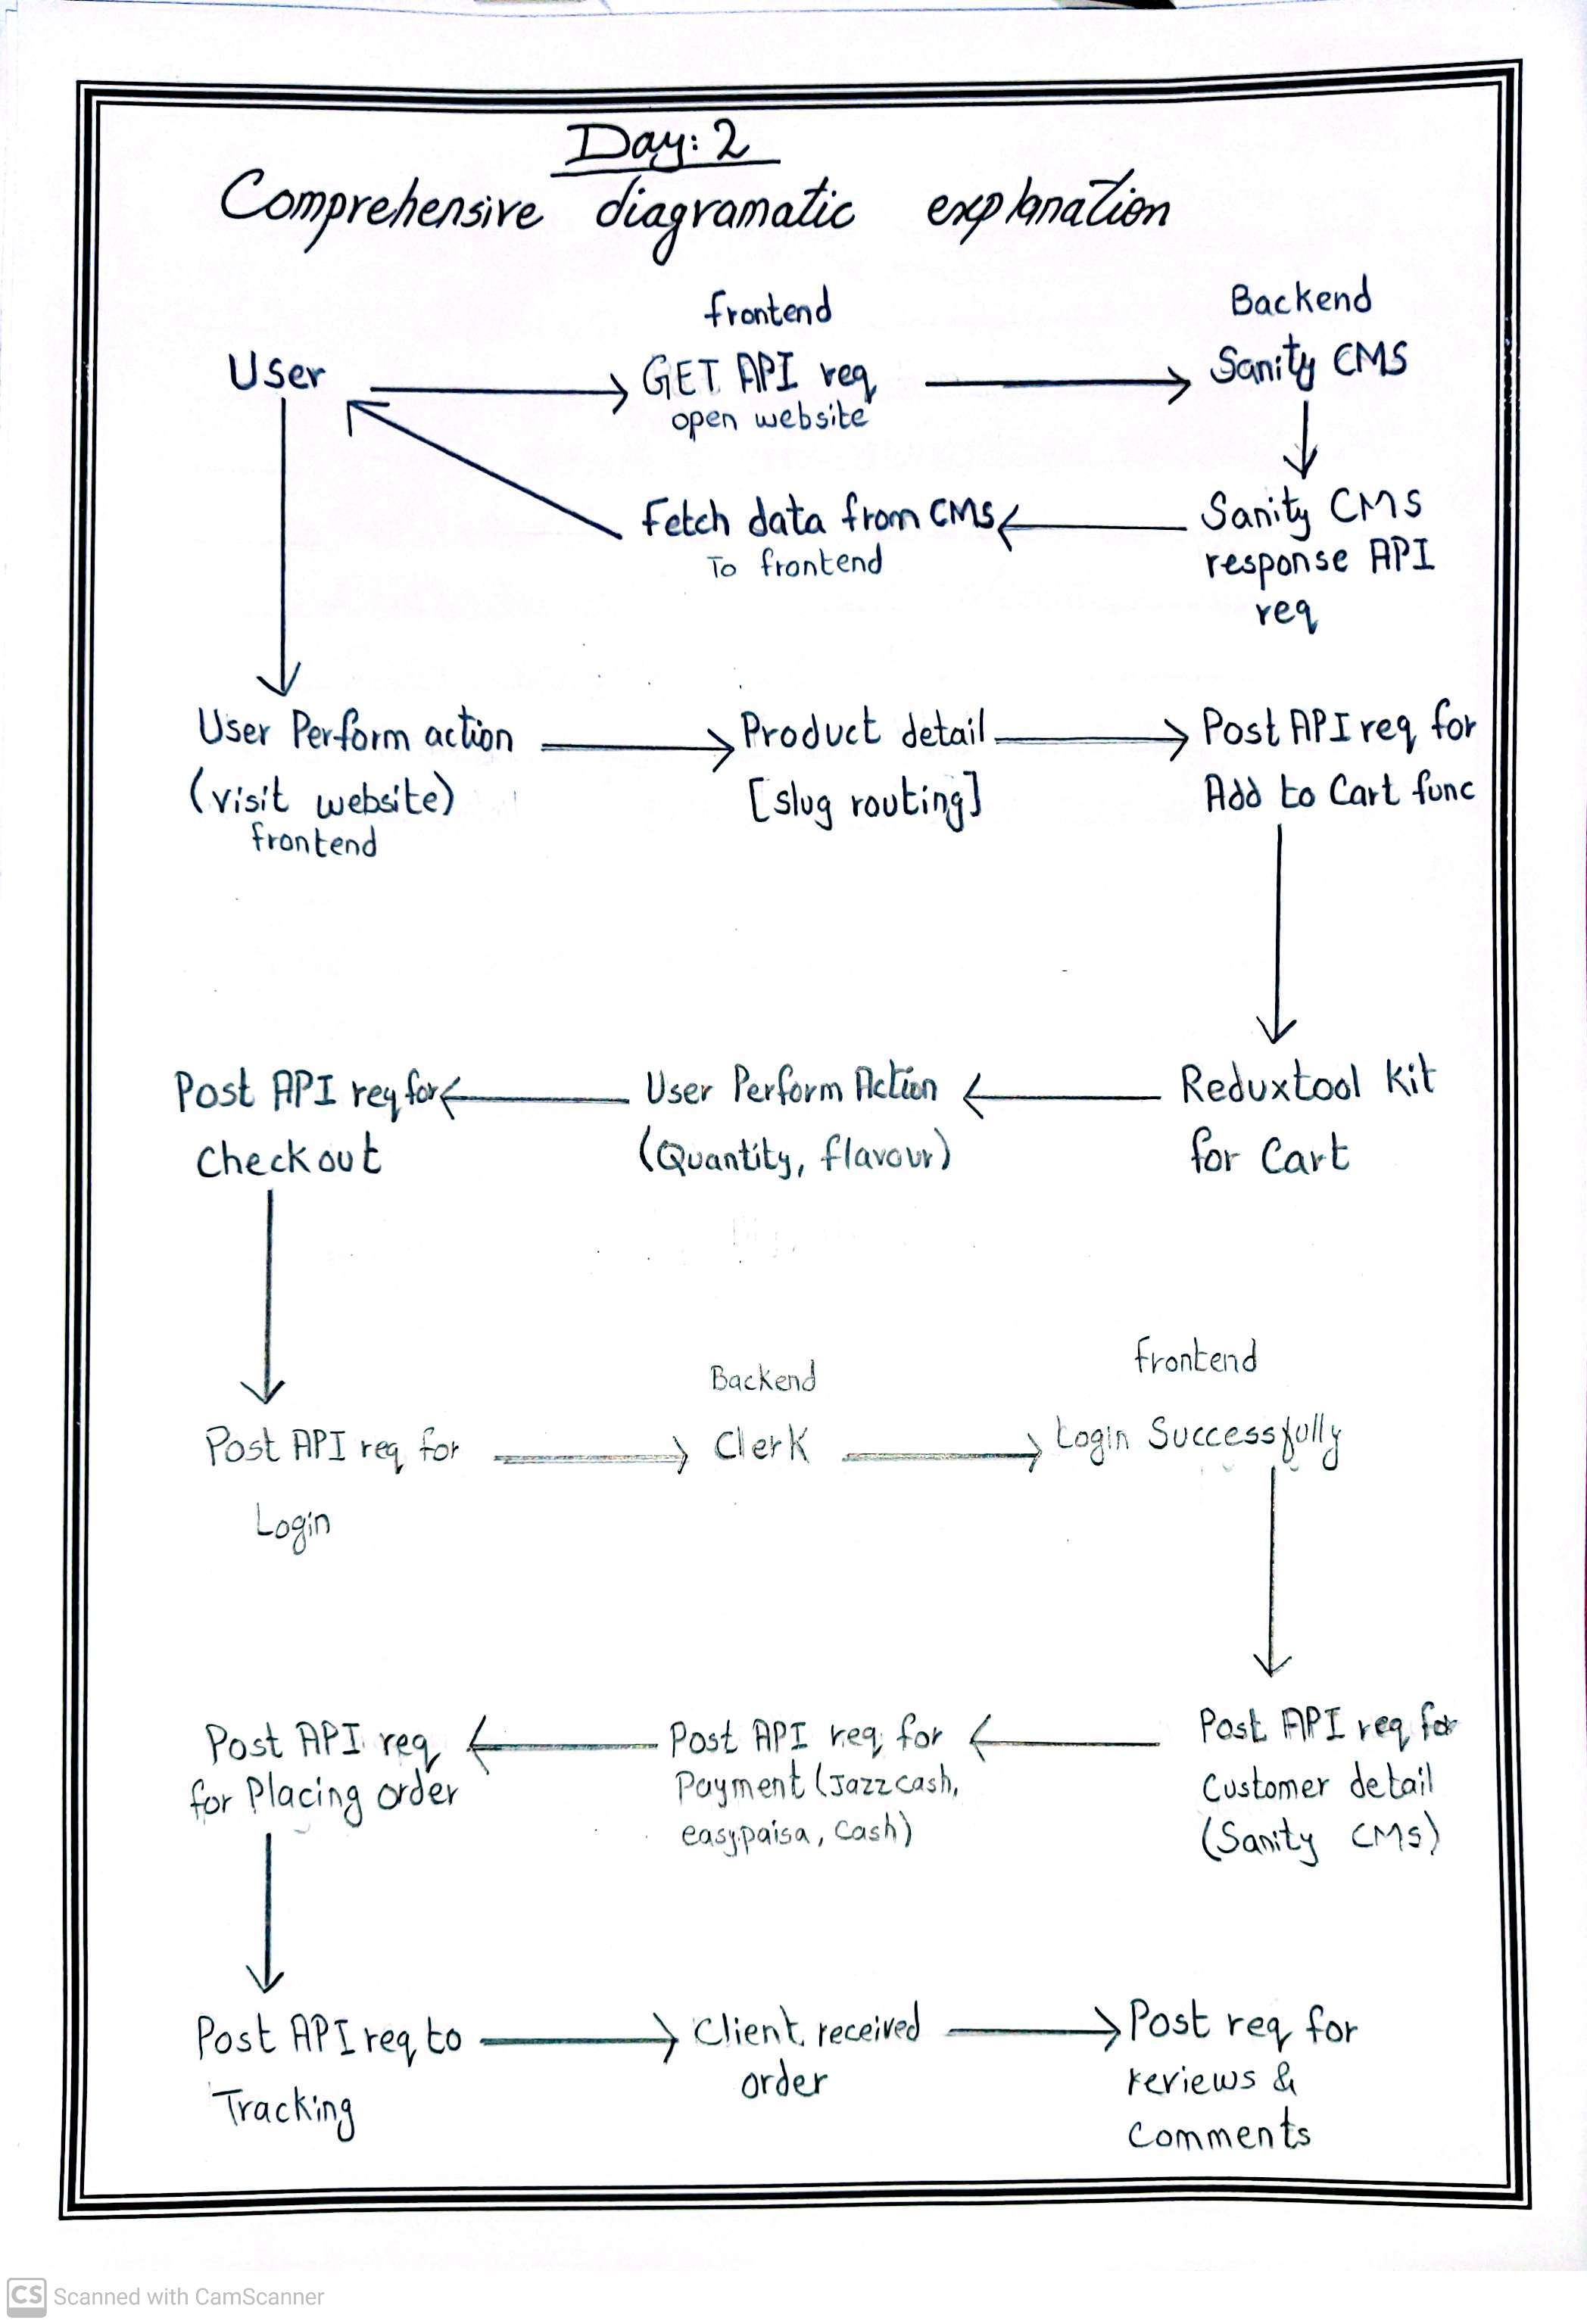 Day: 2
Comprehensive diagramatic explanation
frontend
Backend
User
GET API req
open website
Sanity CMS
Fetch data from CMS
To frontend
Sanity CMS
response API
req
User Perform action
(visit website)
frontend
Product detail
[slug routing]
Post API req for
Add to Cart func
Post API req for
Checkout
User Perform Action
(Quantity, flavour)
Reduxtool kit
for Cart
Post API req for
Login
Backend
Clerk
frontend
Login Successfully
Post API req
for Placing order
Post API req for
Payment (Jazzcash,
easypaisa, Cash)
Post API req for
Customer detail
(Sanity CMS)
Post API req to
Tracking
Client received
order
Post req for
reviews &
Comments
CS Scanned with CamScanner